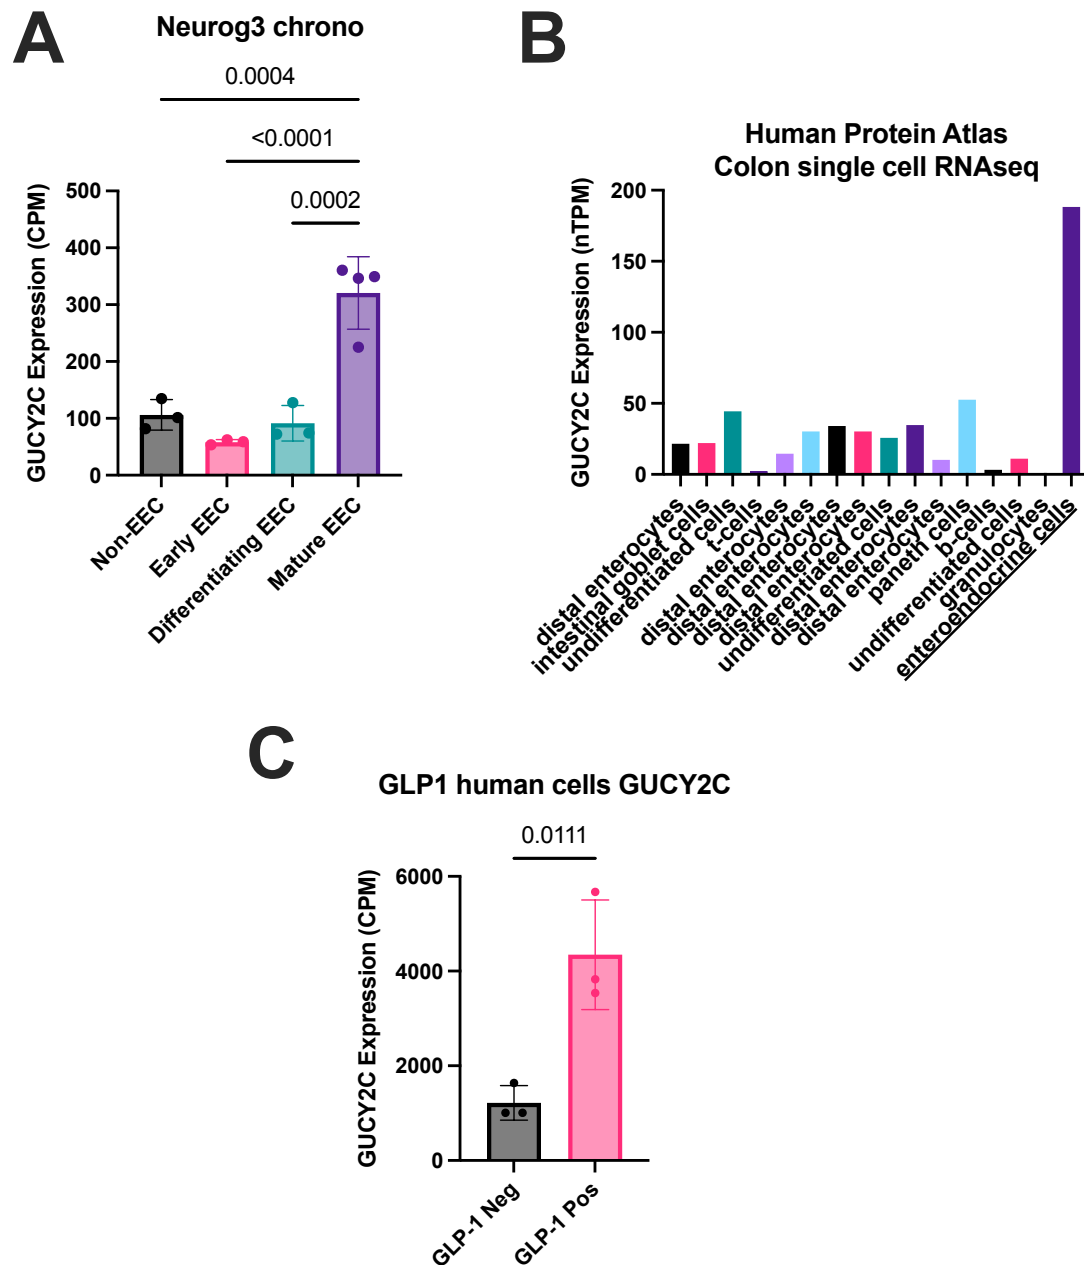 A
Neurog3 chrono
0.0004
<0.0001
0.0002
GUCY2C Expression (CPM)
500
400
300
200
100
0
Non-EEC
Early EEC
Differentiating EEC
Mature EEC
B
Human Protein Atlas
Colon single cell RNAseq
GUCY2C Expression (nTPM)
200
150
100
50
0
distal enterocytes
intestinal goblet cells
undifferentiated cells
t-cells
distal enterocytes
distal enterocytes
distal enterocytes
distal enterocytes
undifferentiated cells
distal enterocytes
distal enterocytes
paneth cells
b-cells
undifferentiated cells
granulocytes
enteroendocrine cells
C
GLP1 human cells GUCY2C
0.0111
GUCY2C Expression (CPM)
6000
4000
2000
0
GLP-1 Neg
GLP-1 Pos